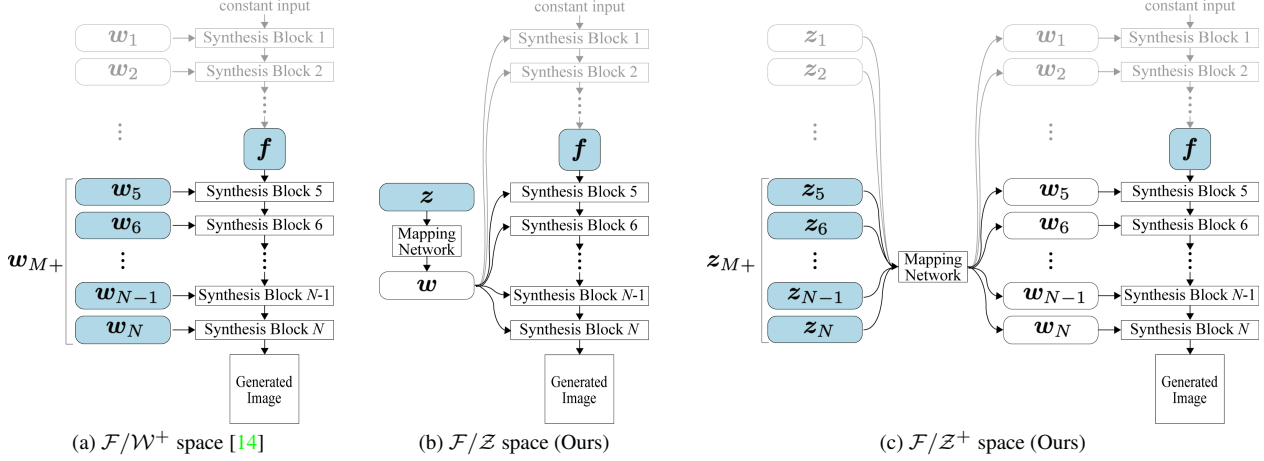 constant input
w1
Synthesis Block 1
w2
Synthesis Block 2
f
w5
Synthesis Block 5
w6
Synthesis Block 6
wM+
wN−1
Synthesis Block N-1
wN
Synthesis Block N
Generated
Image
(a) F/W+ space [14]
constant input
Synthesis Block 1
Synthesis Block 2
f
z
Synthesis Block 5
Mapping
Network
Synthesis Block 6
w
Synthesis Block N-1
Synthesis Block N
Generated
Image
(b) F/Z space (Ours)
constant input
z1
w1
Synthesis Block 1
z2
w2
Synthesis Block 2
f
z5
w5
Synthesis Block 5
z6
w6
Synthesis Block 6
zM+
Mapping
Network
zN−1
wN−1
Synthesis Block N-1
zN
wN
Synthesis Block N
Generated
Image
(c) F/Z+ space (Ours)